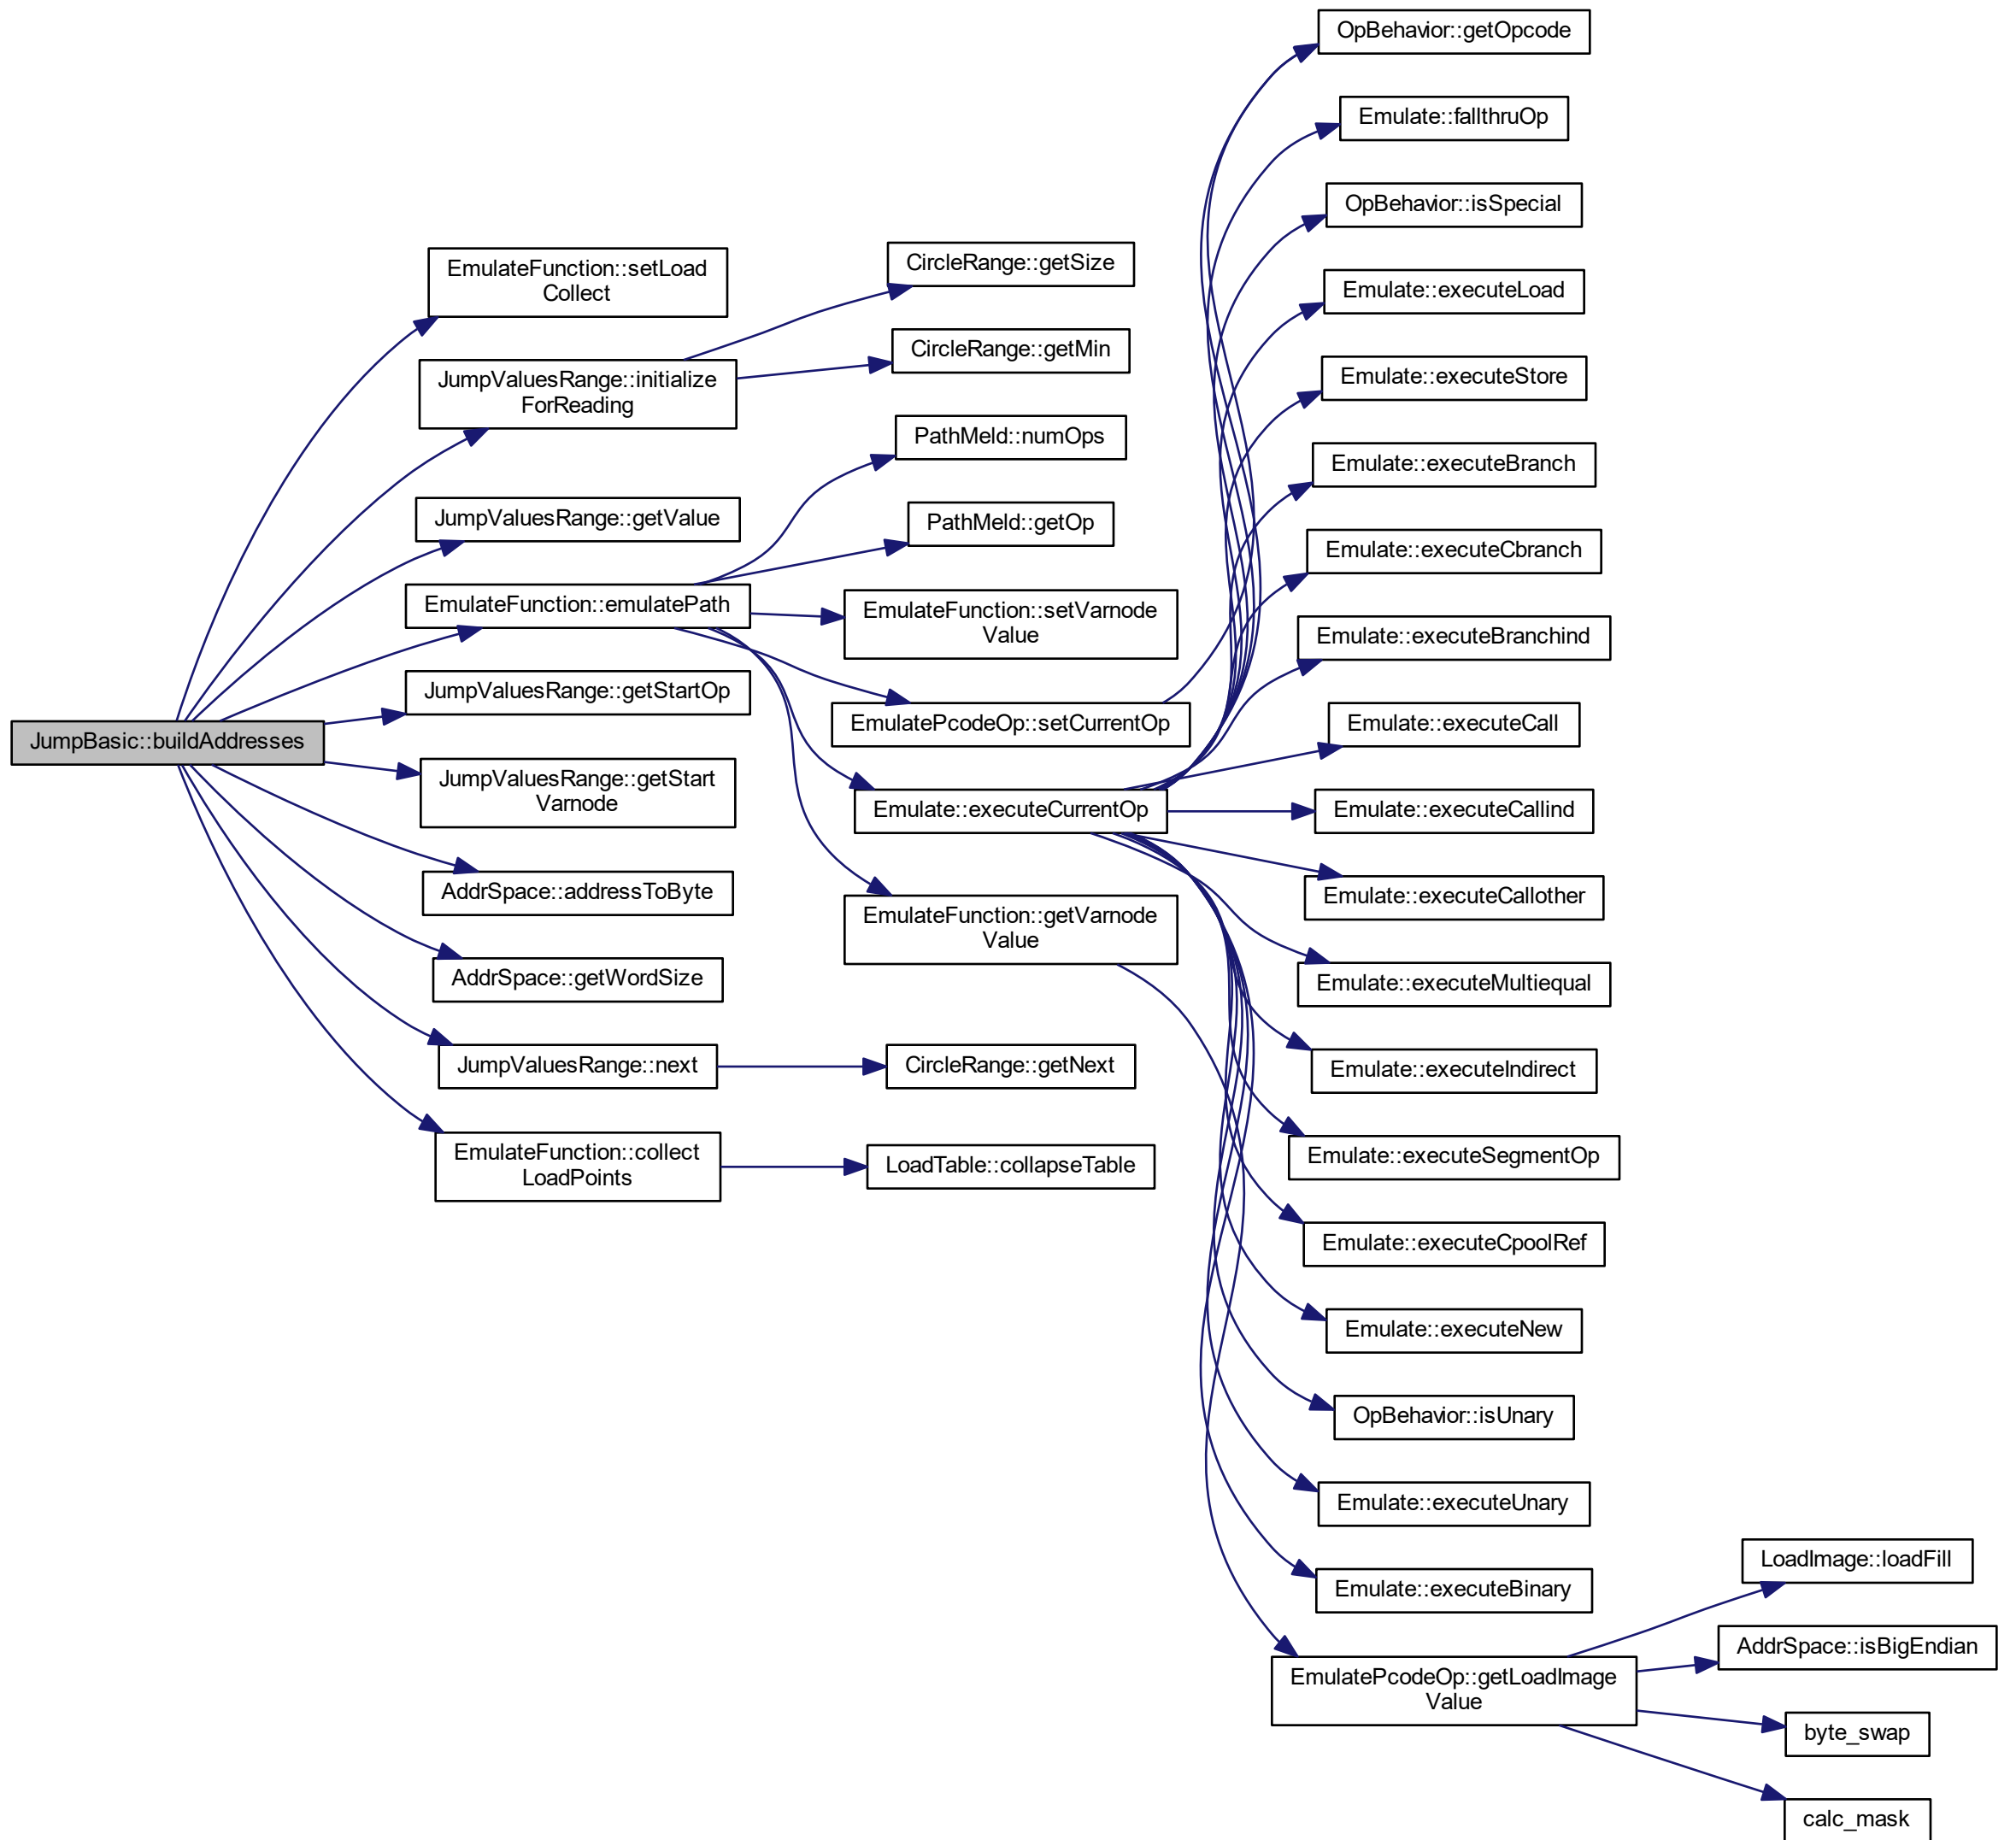 JumpBasic::buildAddresses
EmulateFunction::setLoad
Collect
JumpValuesRange::initialize
ForReading
JumpValuesRange::getValue
EmulateFunction::emulatePath
JumpValuesRange::getStartOp
JumpValuesRange::getStart
Varnode
AddrSpace::addressToByte
AddrSpace::getWordSize
JumpValuesRange::next
EmulateFunction::collect
LoadPoints
CircleRange::getSize
CircleRange::getMin
PathMeld::numOps
PathMeld::getOp
EmulateFunction::setVarnode
Value
EmulatePcodeOp::setCurrentOp
Emulate::executeCurrentOp
EmulateFunction::getVarnode
Value
CircleRange::getNext
LoadTable::collapseTable
OpBehavior::getOpcode
Emulate::fallthruOp
OpBehavior::isSpecial
Emulate::executeLoad
Emulate::executeStore
Emulate::executeBranch
Emulate::executeCbranch
Emulate::executeBranchind
Emulate::executeCall
Emulate::executeCallind
Emulate::executeCallother
Emulate::executeMultiequal
Emulate::executeIndirect
Emulate::executeSegmentOp
Emulate::executeCpoolRef
Emulate::executeNew
OpBehavior::isUnary
Emulate::executeUnary
Emulate::executeBinary
EmulatePcodeOp::getLoadImage
Value
LoadImage::loadFill
AddrSpace::isBigEndian
byte_swap
calc_mask